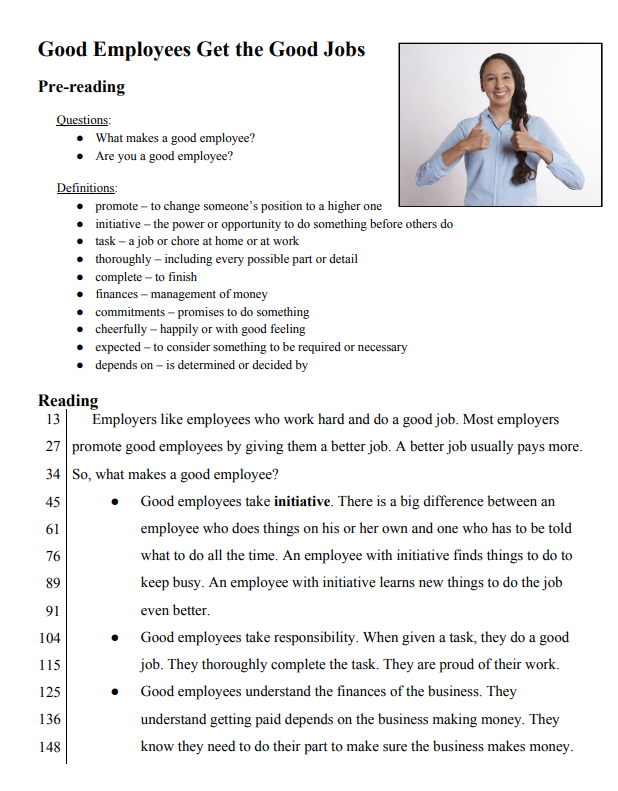 Good Employees Get the Good Jobs
Pre-reading
Questions:
● What makes a good employee?
● Are you a good employee?
Definitions:
● promote – to change someone’s position to a higher one
● initiative – the power or opportunity to do something before others do
● task – a job or chore at home or at work
● thoroughly – including every possible part or detail
● complete – to finish
● finances – management of money
● commitments – promises to do something
● cheerfully – happily or with good feeling
● expected – to consider something to be required or necessary
● depends on – is determined or decided by
Reading
13 Employers like employees who work hard and do a good job. Most employers
27 promote good employees by giving them a better job. A better job usually pays more.
34 So, what makes a good employee?
45 ● Good employees take initiative. There is a big difference between an
61 employee who does things on his or her own and one who has to be told
76 what to do all the time. An employee with initiative finds things to do to
89 keep busy. An employee with initiative learns new things to do the job
91 even better.
104 ● Good employees take responsibility. When given a task, they do a good
115 job. They thoroughly complete the task. They are proud of their work.
125 ● Good employees understand the finances of the business. They
136 understand getting paid depends on the business making money. They
148 know they need to do their part to make sure the business makes money.